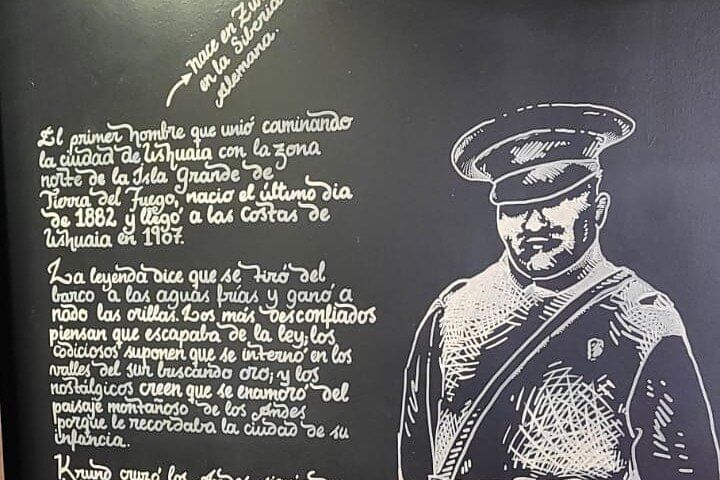 nace en
en la Siberia
Alemana.
El primer hombre que unió caminando
la ciudad de Ushuaia con la zona
norte de la Isla Grande de
Tierra del Fuego, nacio el último dia
de 1882 y llegó a las costas de
Ushuaia en 1907.
La leyenda dice que se tiró del
barco a las aguas frías y ganó a
nado las orillas. Los más desconfiados
piensan que escapaba de la ley; los
codiciosos suponen que se internó en los
valles del sur buscando oro; y los
nostálgicos creen que se enamoró del
paisaje montañoso de los Andes
porque le recordaba la ciudad de su
infancia.
cruzó los